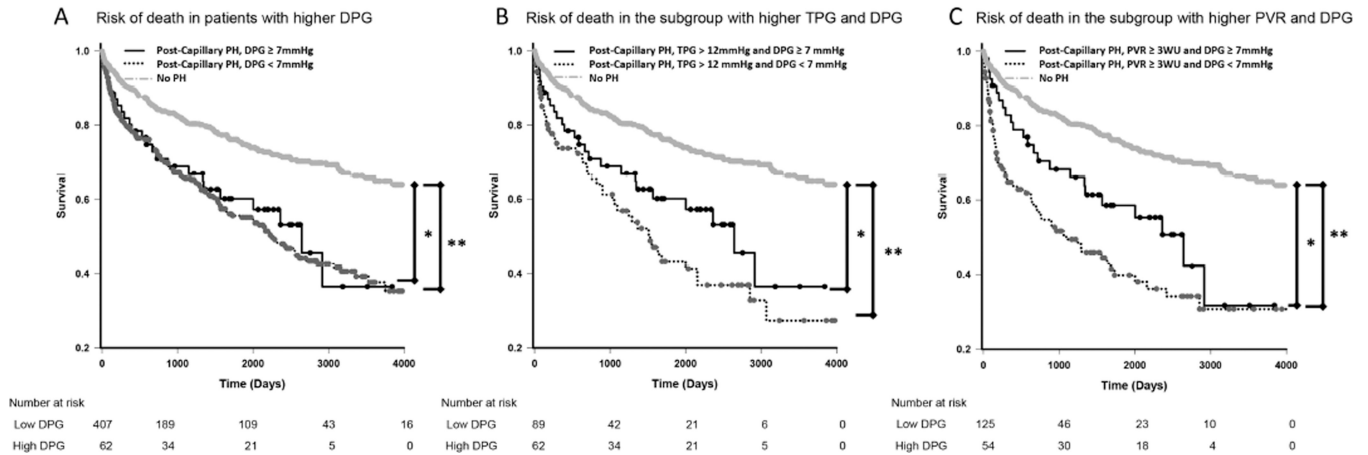 A Risk of death in patients with higher DPG
1.0
0.8
0.6
0.4
0.2
Survival
Post-Capillary PH, DPG ≥ 7mmHg
Post-Capillary PH, DPG < 7mmHg
No PH
*
**
0 1000 2000 3000 4000
Time (Days)
Number at risk
Low DPG 407 189 109 43 16
High DPG 62 34 21 5 0
B Risk of death in the subgroup with higher TPG and DPG
1.0
0.8
0.6
0.4
0.2
Survival
Post-Capillary PH, TPG > 12mmHg and DPG ≥ 7 mmHg
Post-Capillary PH, TPG > 12 mmHg and DPG < 7 mmHg
No PH
*
**
0 1000 2000 3000 4000
Time (Days)
Number at risk
Low DPG 89 42 21 6 0
High DPG 62 34 21 5 0
C Risk of death in the subgroup with higher PVR and DPG
1.0
0.8
0.6
0.4
0.2
Survival
Post-Capillary PH, PVR ≥ 3WU and DPG ≥ 7mmHg
Post-Capillary PH, PVR ≥ 3WU and DPG < 7mmHg
No PH
*
**
0 1000 2000 3000 4000
Time (Days)
Number at risk
Low DPG 125 46 23 10 0
High DPG 54 30 18 4 0